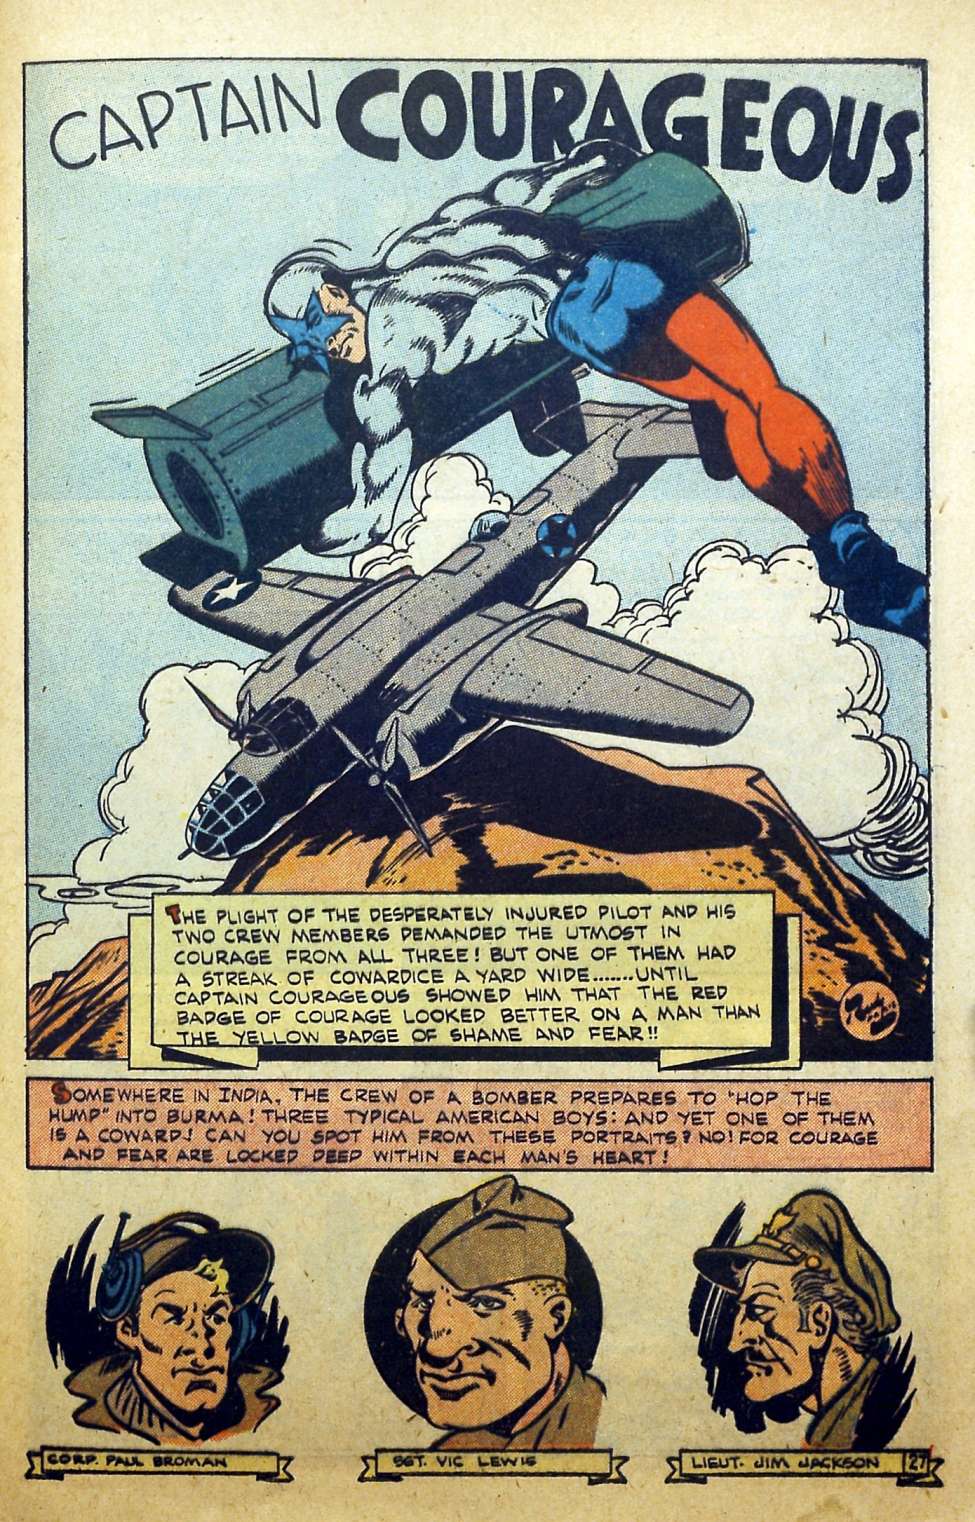 CAPTAIN COURAGEOUS
THE PLIGHT OF THE DESPERATELY INJURED PILOT AND HIS
TWO CREW MEMBERS DEMANDED THE UTMOST IN
COURAGE FROM ALL THREE! BUT ONE OF THEM HAD
A STREAK OF COWARDICE A YARD WIDE.......UNTIL
CAPTAIN COURAGEOUS SHOWED HIM THAT THE RED
BADGE OF COURAGE LOOKED BETTER ON A MAN THAN
THE YELLOW BADGE OF SHAME AND FEAR!!
SOMEWHERE IN INDIA, THE CREW OF A BOMBER PREPARES TO "HOP THE
HUMP" INTO BURMA! THREE TYPICAL AMERICAN BOYS: AND YET ONE OF THEM
IS A COWARD! CAN YOU SPOT HIM FROM THESE PORTRAITS? NO! FOR COURAGE
AND FEAR ARE LOCKED DEEP WITHIN EACH MAN'S HEART!
CORP. PAUL BROMAN
SGT. VIC LEWIS
LIEUT. JIM JACKSON
27